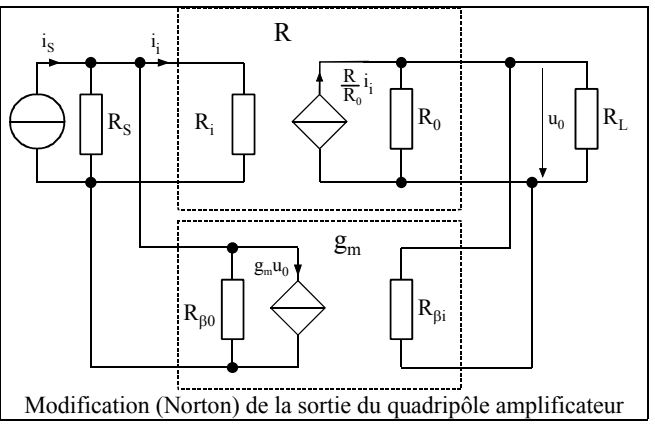 R
i_S
i_i
R/R_0 i_i
R_S
R_i
R_0
u_0
R_L
g_m
g_m u_0
R_β0
R_βi
Modification (Norton) de la sortie du quadripôle amplificateur